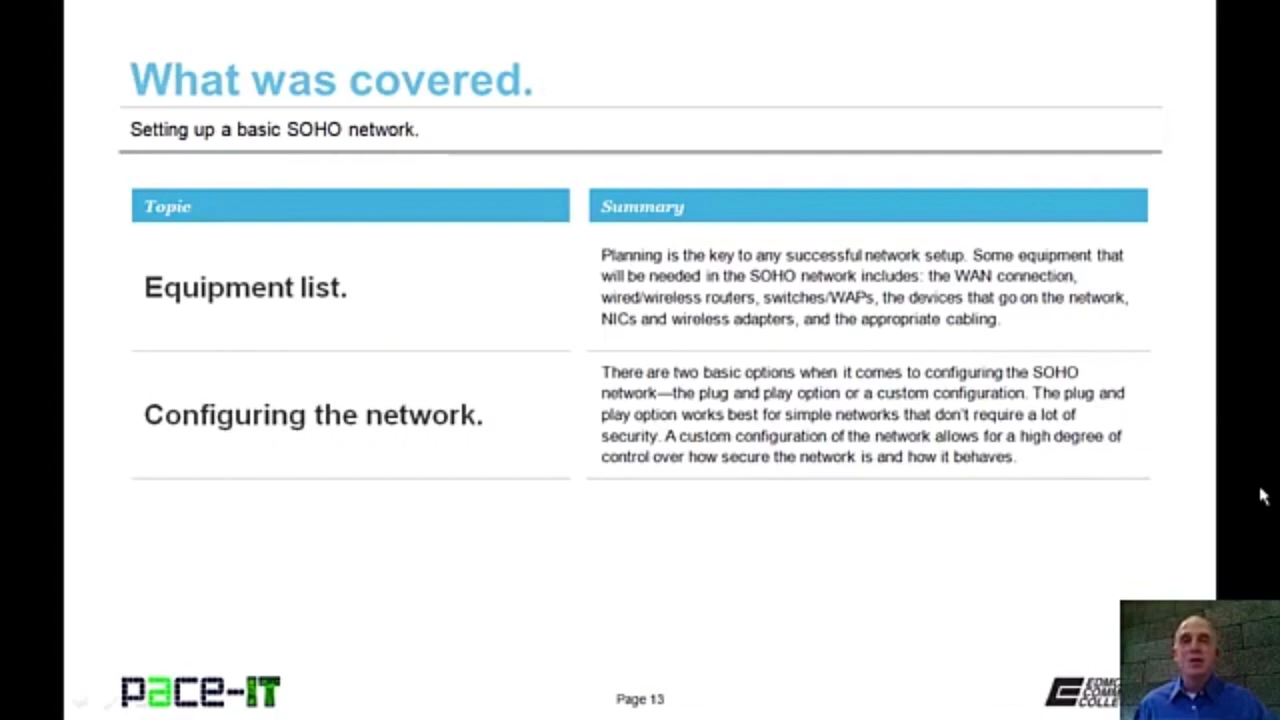 What was covered.
Setting up a basic SOHO network.
Topic
Summary
Equipment list.
Planning is the key to any successful network setup. Some equipment that
will be needed in the SOHO network includes: the WAN connection,
wired/wireless routers, switches/WAPs, the devices that go on the network,
NICs and wireless adapters, and the appropriate cabling.
Configuring the network.
There are two basic options when it comes to configuring the SOHO
network—the plug and play option or a custom configuration. The plug and
play option works best for simple networks that don't require a lot of
security. A custom configuration of the network allows for a high degree of
control over how secure the network is and how it behaves.
pace-IT
Page 13